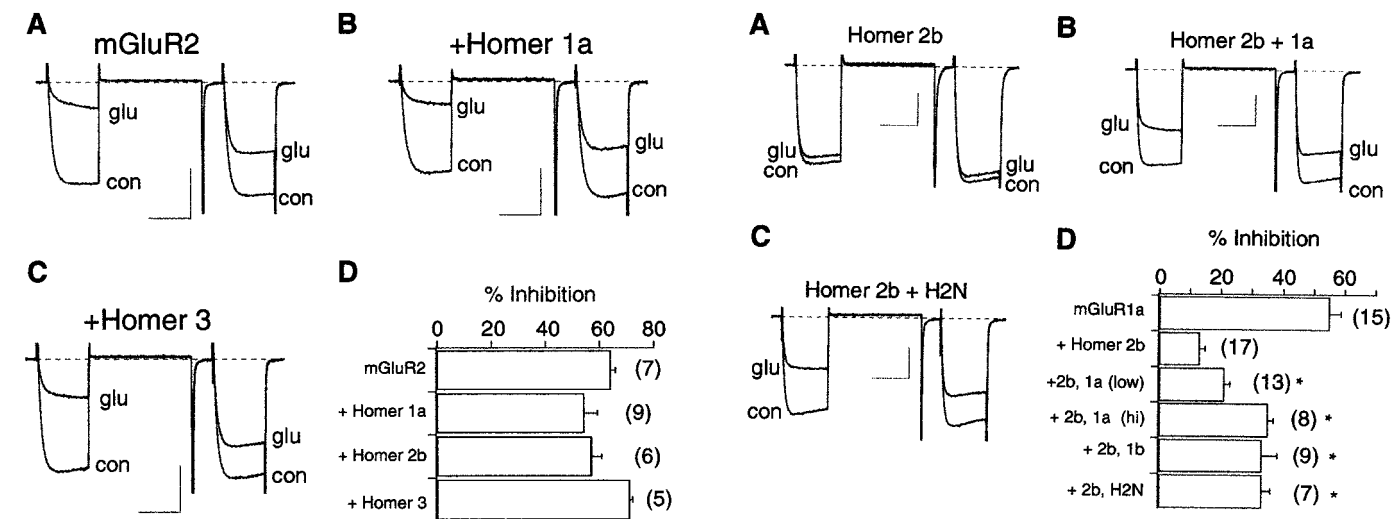 A
mGluR2
glu
con
glu
con
B
+Homer 1a
glu
con
glu
con
C
+Homer 3
glu
con
glu
con
D
% Inhibition
0 20 40 60 80
mGluR2 (7)
+ Homer 1a (9)
+ Homer 2b (6)
+ Homer 3 (5)
A
Homer 2b
glu
con
glu
con
B
Homer 2b + 1a
glu
con
glu
con
C
Homer 2b + H2N
glu
con
D
% Inhibition
0 20 40 60
mGluR1a (15)
+ Homer 2b (17)
+2b, 1a (low) (13) *
+ 2b, 1a (hi) (8) *
+ 2b, 1b (9) *
+ 2b, H2N (7) *